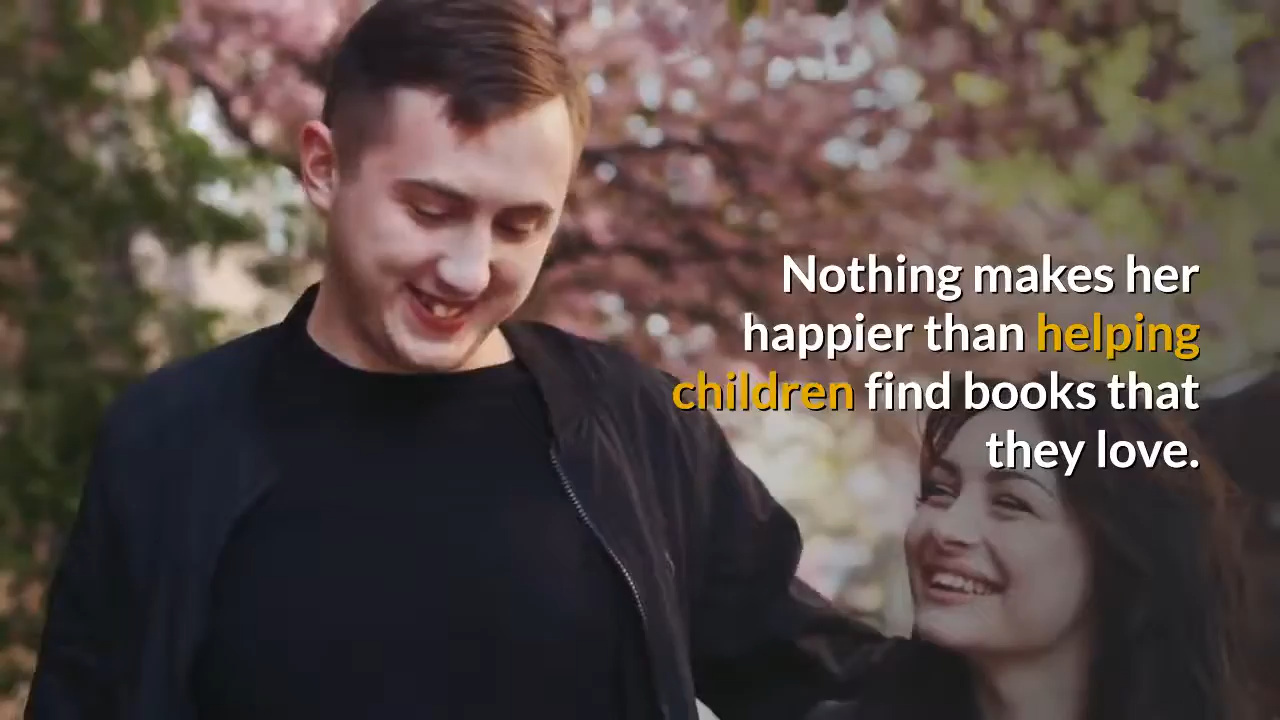 Nothing makes her
happier than helping
children find books that
they love.